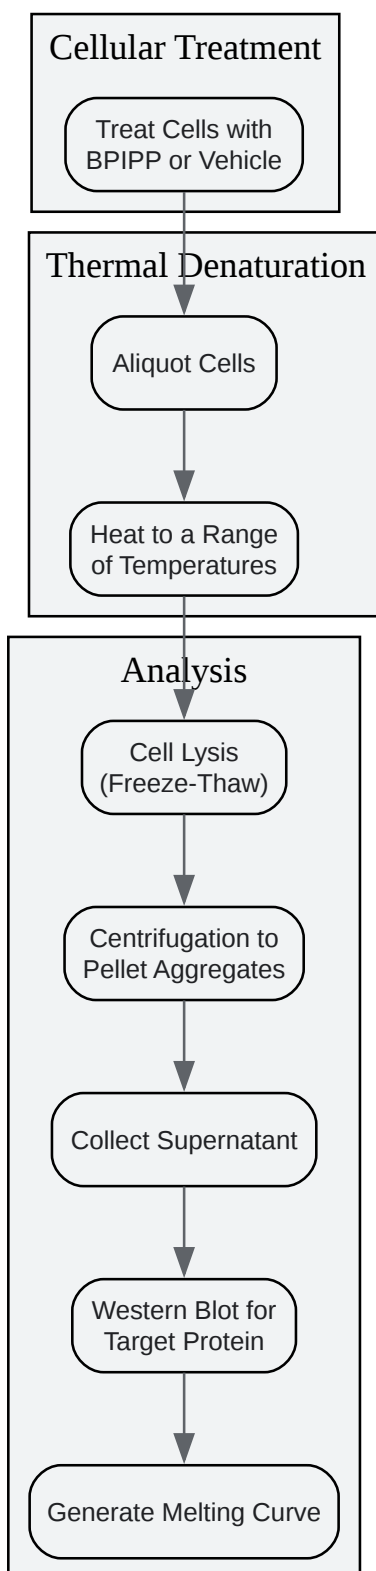 Cellular Treatment
Treat Cells with
BPIPP or Vehicle
Thermal Denaturation
Aliquot Cells
Heat to a Range
of Temperatures
Analysis
Cell Lysis
(Freeze-Thaw)
Centrifugation to
Pellet Aggregates
Collect Supernatant
Western Blot for
Target Protein
Generate Melting Curve